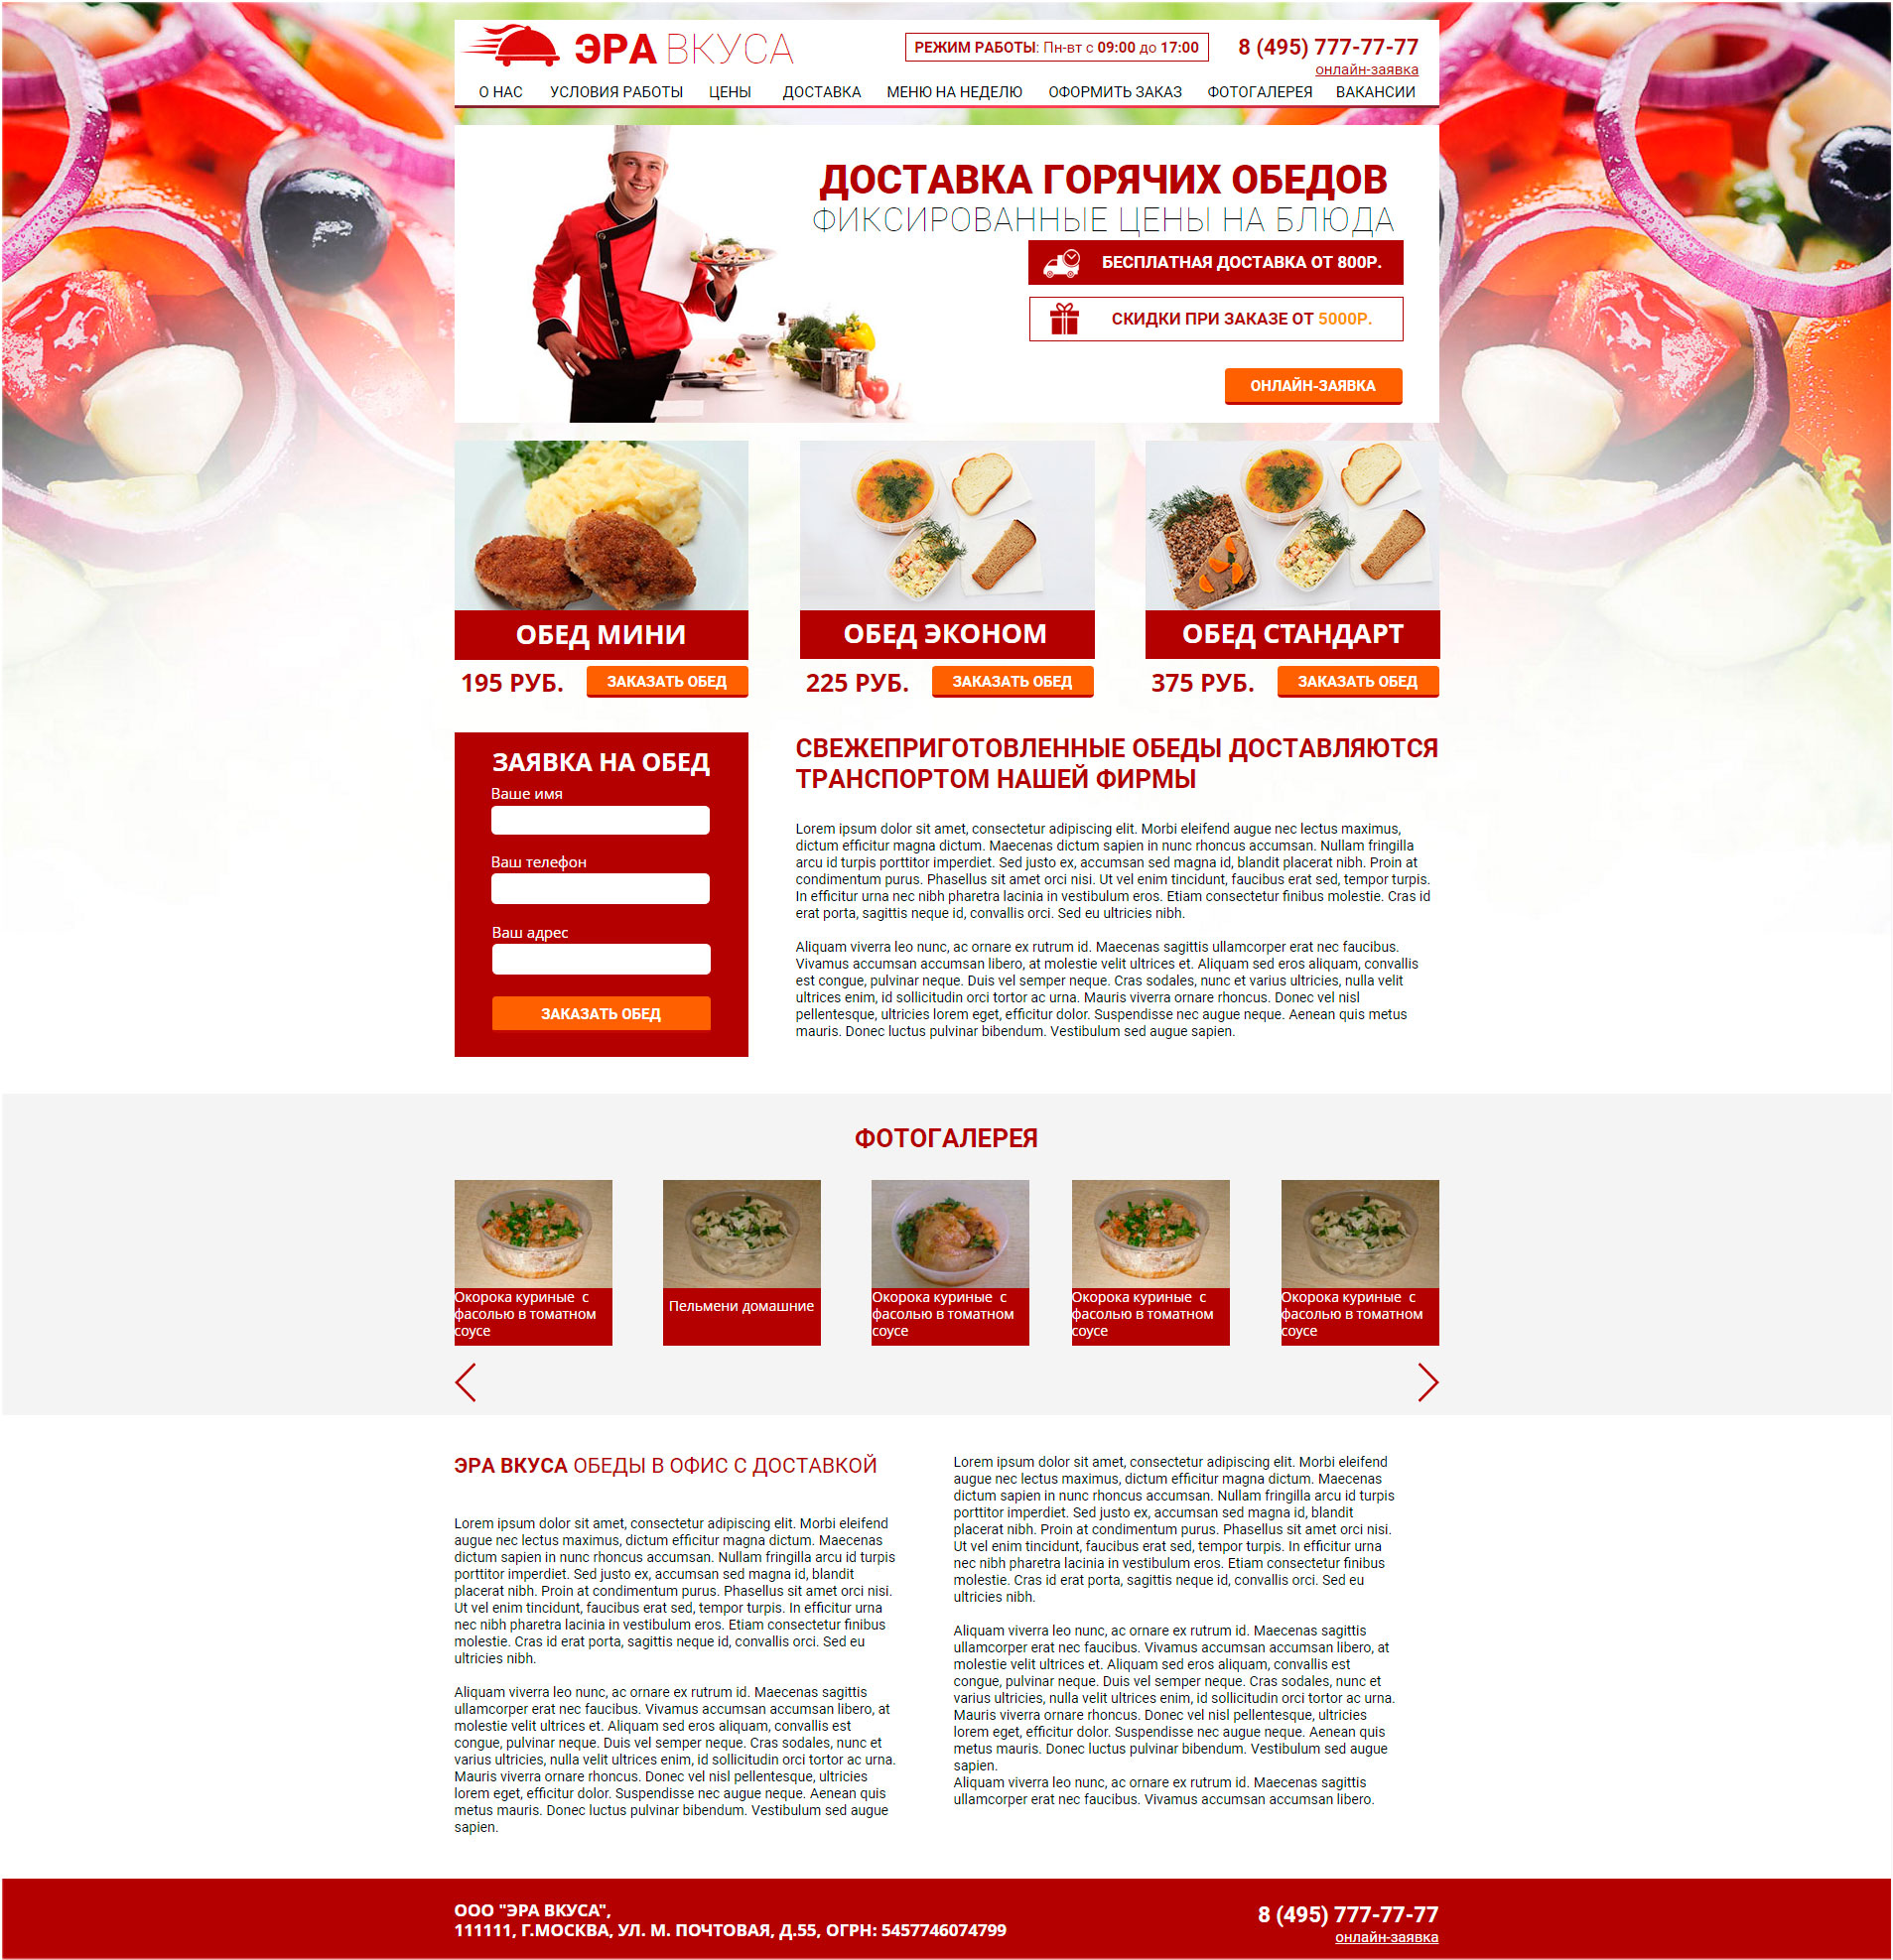 ЭРА ВКУСА
РЕЖИМ РАБОТЫ: Пн-вт с 09:00 до 17:00
8 (495) 777-77-77
онлайн-заявка
О НАС УСЛОВИЯ РАБОТЫ ЦЕНЫ ДОСТАВКА МЕНЮ НА НЕДЕЛЮ ОФОРМИТЬ ЗАКАЗ ФОТОГАЛЕРЕЯ ВАКАНСИИ
ДОСТАВКА ГОРЯЧИХ ОБЕДОВ
ФИКСИРОВАННЫЕ ЦЕНЫ НА БЛЮДА
БЕСПЛАТНАЯ ДОСТАВКА ОТ 800Р.
СКИДКИ ПРИ ЗАКАЗЕ ОТ 5000Р.
ОНЛАЙН-ЗАЯВКА
ОБЕД МИНИ
195 РУБ. ЗАКАЗАТЬ ОБЕД
ОБЕД ЭКОНОМ
225 РУБ. ЗАКАЗАТЬ ОБЕД
ОБЕД СТАНДАРТ
375 РУБ. ЗАКАЗАТЬ ОБЕД
ЗАЯВКА НА ОБЕД
Ваше имя
Ваш телефон
Ваш адрес
ЗАКАЗАТЬ ОБЕД
СВЕЖЕПРИГОТОВЛЕННЫЕ ОБЕДЫ ДОСТАВЛЯЮТСЯ
ТРАНСПОРТОМ НАШЕЙ ФИРМЫ
Lorem ipsum dolor sit amet, consectetur adipiscing elit. Morbi eleifend augue nec lectus maximus,
dictum efficitur magna dictum. Maecenas dictum sapien in nunc rhoncus accumsan. Nullam fringilla
arcu id turpis porttitor imperdiet. Sed justo ex, accumsan sed magna id, blandit placerat nibh. Proin at
condimentum purus. Phasellus sit amet orci nisi. Ut vel enim tincidunt, faucibus erat sed, tempor turpis.
In efficitur urna nec nibh pharetra lacinia in vestibulum eros. Etiam consectetur finibus molestie. Cras id
erat porta, sagittis neque id, convallis orci. Sed eu ultricies nibh.
Aliquam viverra leo nunc, ac ornare ex rutrum id. Maecenas sagittis ullamcorper erat nec faucibus.
Vivamus accumsan accumsan libero, at molestie velit ultrices et. Aliquam sed eros aliquam, convallis
est congue, pulvinar neque. Duis vel semper neque. Cras sodales, nunc et varius ultricies, nulla velit
ultrices enim, id sollicitudin orci tortor ac urna. Mauris viverra ornare rhoncus. Donec vel nisl
pellentesque, ultricies lorem eget, efficitur dolor. Suspendisse nec augue neque. Aenean quis metus
mauris. Donec luctus pulvinar bibendum. Vestibulum sed augue sapien.
ФОТОГАЛЕРЕЯ
Окорока куриные с
фасолью в томатном
соусе
Пельмени домашние
Окорока куриные с
фасолью в томатном
соусе
Окорока куриные с
фасолью в томатном
соусе
Окорока куриные с
фасолью в томатном
соусе
ЭРА ВКУСА ОБЕДЫ В ОФИС С ДОСТАВКОЙ
Lorem ipsum dolor sit amet, consectetur adipiscing elit. Morbi eleifend
augue nec lectus maximus, dictum efficitur magna dictum. Maecenas
dictum sapien in nunc rhoncus accumsan. Nullam fringilla arcu id turpis
porttitor imperdiet. Sed justo ex, accumsan sed magna id, blandit
placerat nibh. Proin at condimentum purus. Phasellus sit amet orci nisi.
Ut vel enim tincidunt, faucibus erat sed, tempor turpis. In efficitur urna
nec nibh pharetra lacinia in vestibulum eros. Etiam consectetur finibus
molestie. Cras id erat porta, sagittis neque id, convallis orci. Sed eu
ultricies nibh.
Aliquam viverra leo nunc, ac ornare ex rutrum id. Maecenas sagittis
ullamcorper erat nec faucibus. Vivamus accumsan accumsan libero, at
molestie velit ultrices et. Aliquam sed eros aliquam, convallis est
congue, pulvinar neque. Duis vel semper neque. Cras sodales, nunc et
varius ultricies, nulla velit ultrices enim, id sollicitudin orci tortor ac urna.
Mauris viverra ornare rhoncus. Donec vel nisl pellentesque, ultricies
lorem eget, efficitur dolor. Suspendisse nec augue neque. Aenean quis
metus mauris. Donec luctus pulvinar bibendum. Vestibulum sed augue
sapien.
Lorem ipsum dolor sit amet, consectetur adipiscing elit. Morbi eleifend
augue nec lectus maximus, dictum efficitur magna dictum. Maecenas
dictum sapien in nunc rhoncus accumsan. Nullam fringilla arcu id turpis
porttitor imperdiet. Sed justo ex, accumsan sed magna id, blandit
placerat nibh. Proin at condimentum purus. Phasellus sit amet orci nisi.
Ut vel enim tincidunt, faucibus erat sed, tempor turpis. In efficitur urna
nec nibh pharetra lacinia in vestibulum eros. Etiam consectetur finibus
molestie. Cras id erat porta, sagittis neque id, convallis orci. Sed eu
ultricies nibh.
Aliquam viverra leo nunc, ac ornare ex rutrum id. Maecenas sagittis
ullamcorper erat nec faucibus. Vivamus accumsan accumsan libero, at
molestie velit ultrices et. Aliquam sed eros aliquam, convallis est
congue, pulvinar neque. Duis vel semper neque. Cras sodales, nunc et
varius ultricies, nulla velit ultrices enim, id sollicitudin orci tortor ac urna.
Mauris viverra ornare rhoncus. Donec vel nisl pellentesque, ultricies
lorem eget, efficitur dolor. Suspendisse nec augue neque. Aenean quis
metus mauris. Donec luctus pulvinar bibendum. Vestibulum sed augue
sapien.
Aliquam viverra leo nunc, ac ornare ex rutrum id. Maecenas sagittis
ullamcorper erat nec faucibus. Vivamus accumsan accumsan libero.
ООО "ЭРА ВКУСА",
111111, Г.МОСКВА, УЛ. М. ПОЧТОВАЯ, Д.55, ОГРН: 5457746074799
8 (495) 777-77-77
онлайн-заявка